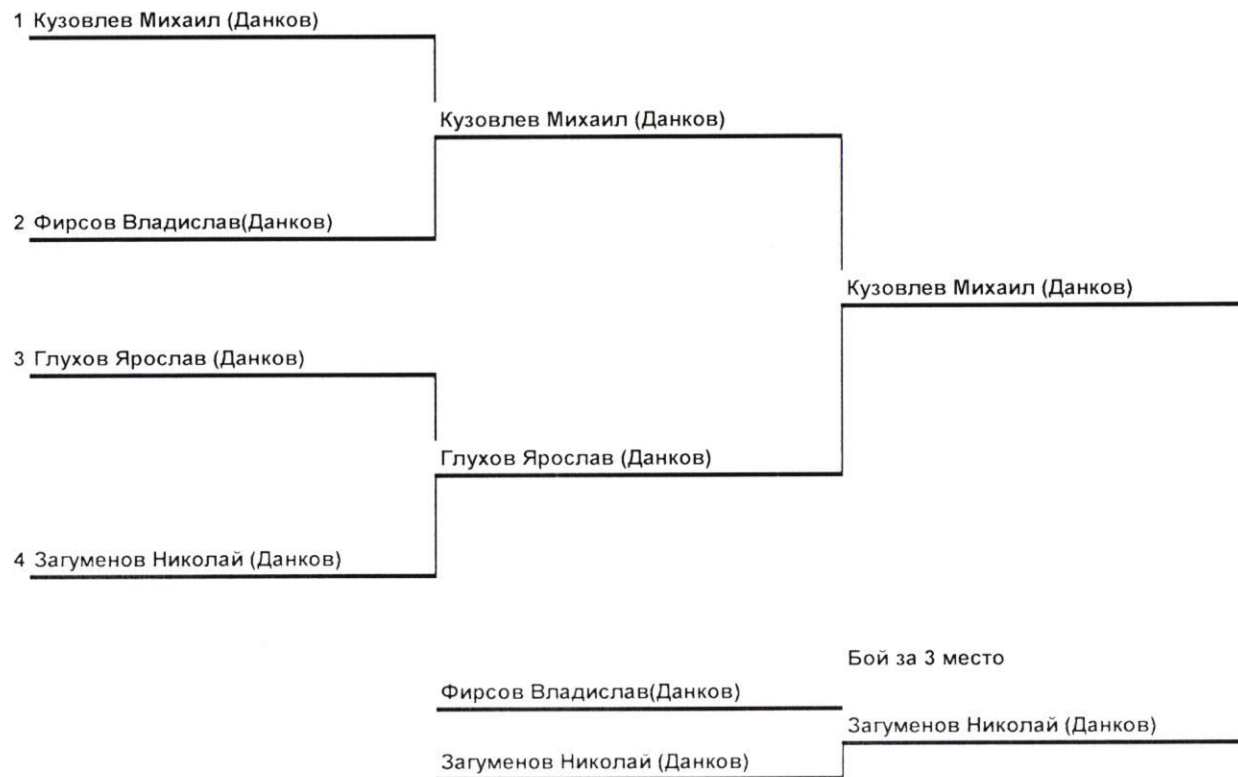 1 Кузовлев Михаил (Данков)
Кузовлев Михаил (Данков)
2 Фирсов Владислав(Данков)
Кузовлев Михаил (Данков)
3 Глухов Ярослав (Данков)
Глухов Ярослав (Данков)
4 Загуменов Николай (Данков)
Бой за 3 место
Фирсов Владислав(Данков)
Загуменов Николай (Данков)
Загуменов Николай (Данков)